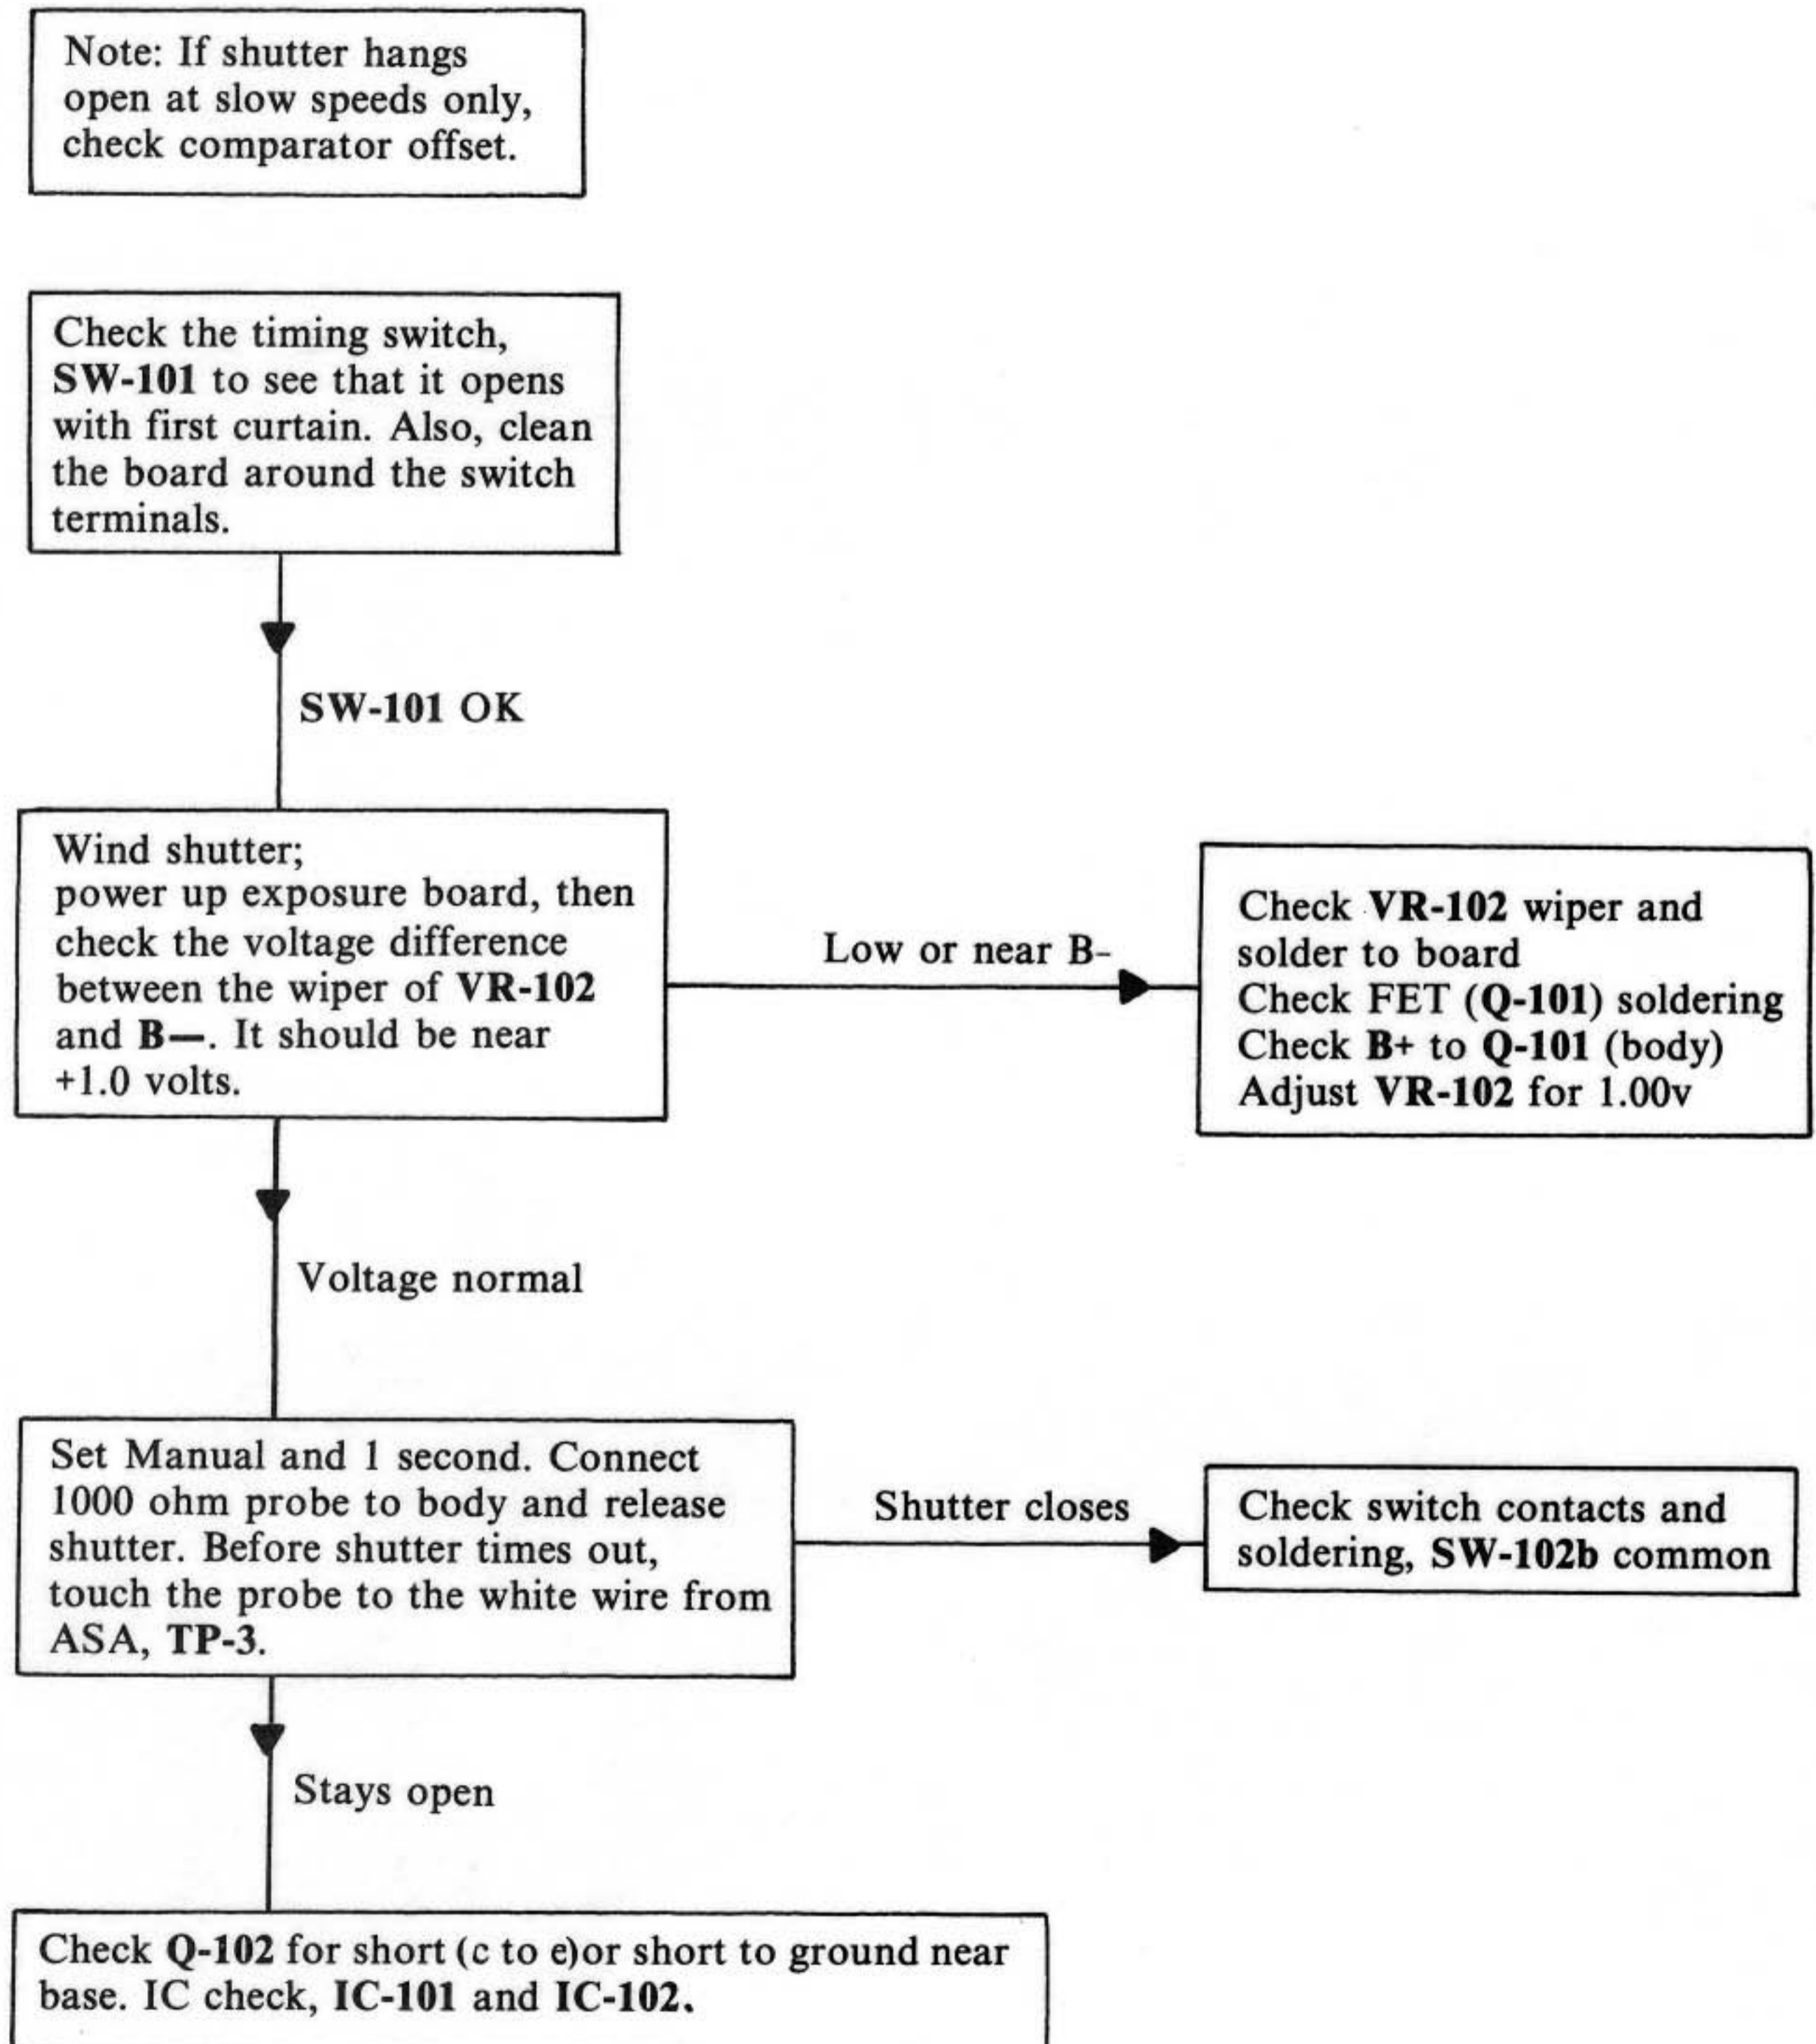 Note: If shutter hangs
open at slow speeds only,
check comparator offset.
Check the timing switch,
SW-101 to see that it opens
with first curtain. Also, clean
the board around the switch
terminals.
SW-101 OK
Wind shutter;
power up exposure board, then
check the voltage difference
between the wiper of VR-102
and B—. It should be near
+1.0 volts.
Low or near B-
Check VR-102 wiper and
solder to board
Check FET (Q-101) soldering
Check B+ to Q-101 (body)
Adjust VR-102 for 1.00v
Voltage normal
Set Manual and 1 second. Connect
1000 ohm probe to body and release
shutter. Before shutter times out,
touch the probe to the white wire from
ASA, TP-3.
Shutter closes
Check switch contacts and
soldering, SW-102b common
Stays open
Check Q-102 for short (c to e)or short to ground near
base. IC check, IC-101 and IC-102.